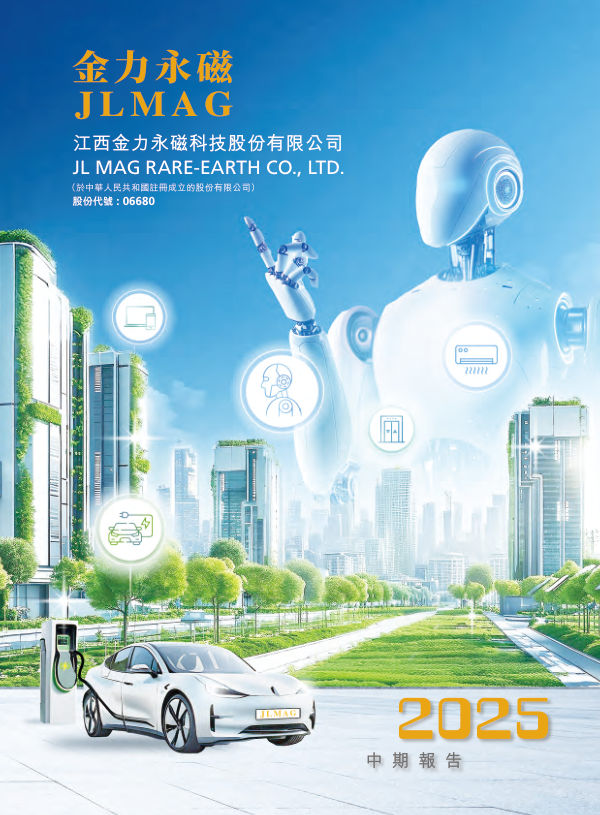 金力永磁
JLMAG
江西金力永磁科技股份有限公司
JL MAG RARE-EARTH CO., LTD.
(於中華人民共和國註冊成立的股份有限公司)
股份代號：06680
JLMAG
2025
中期報告